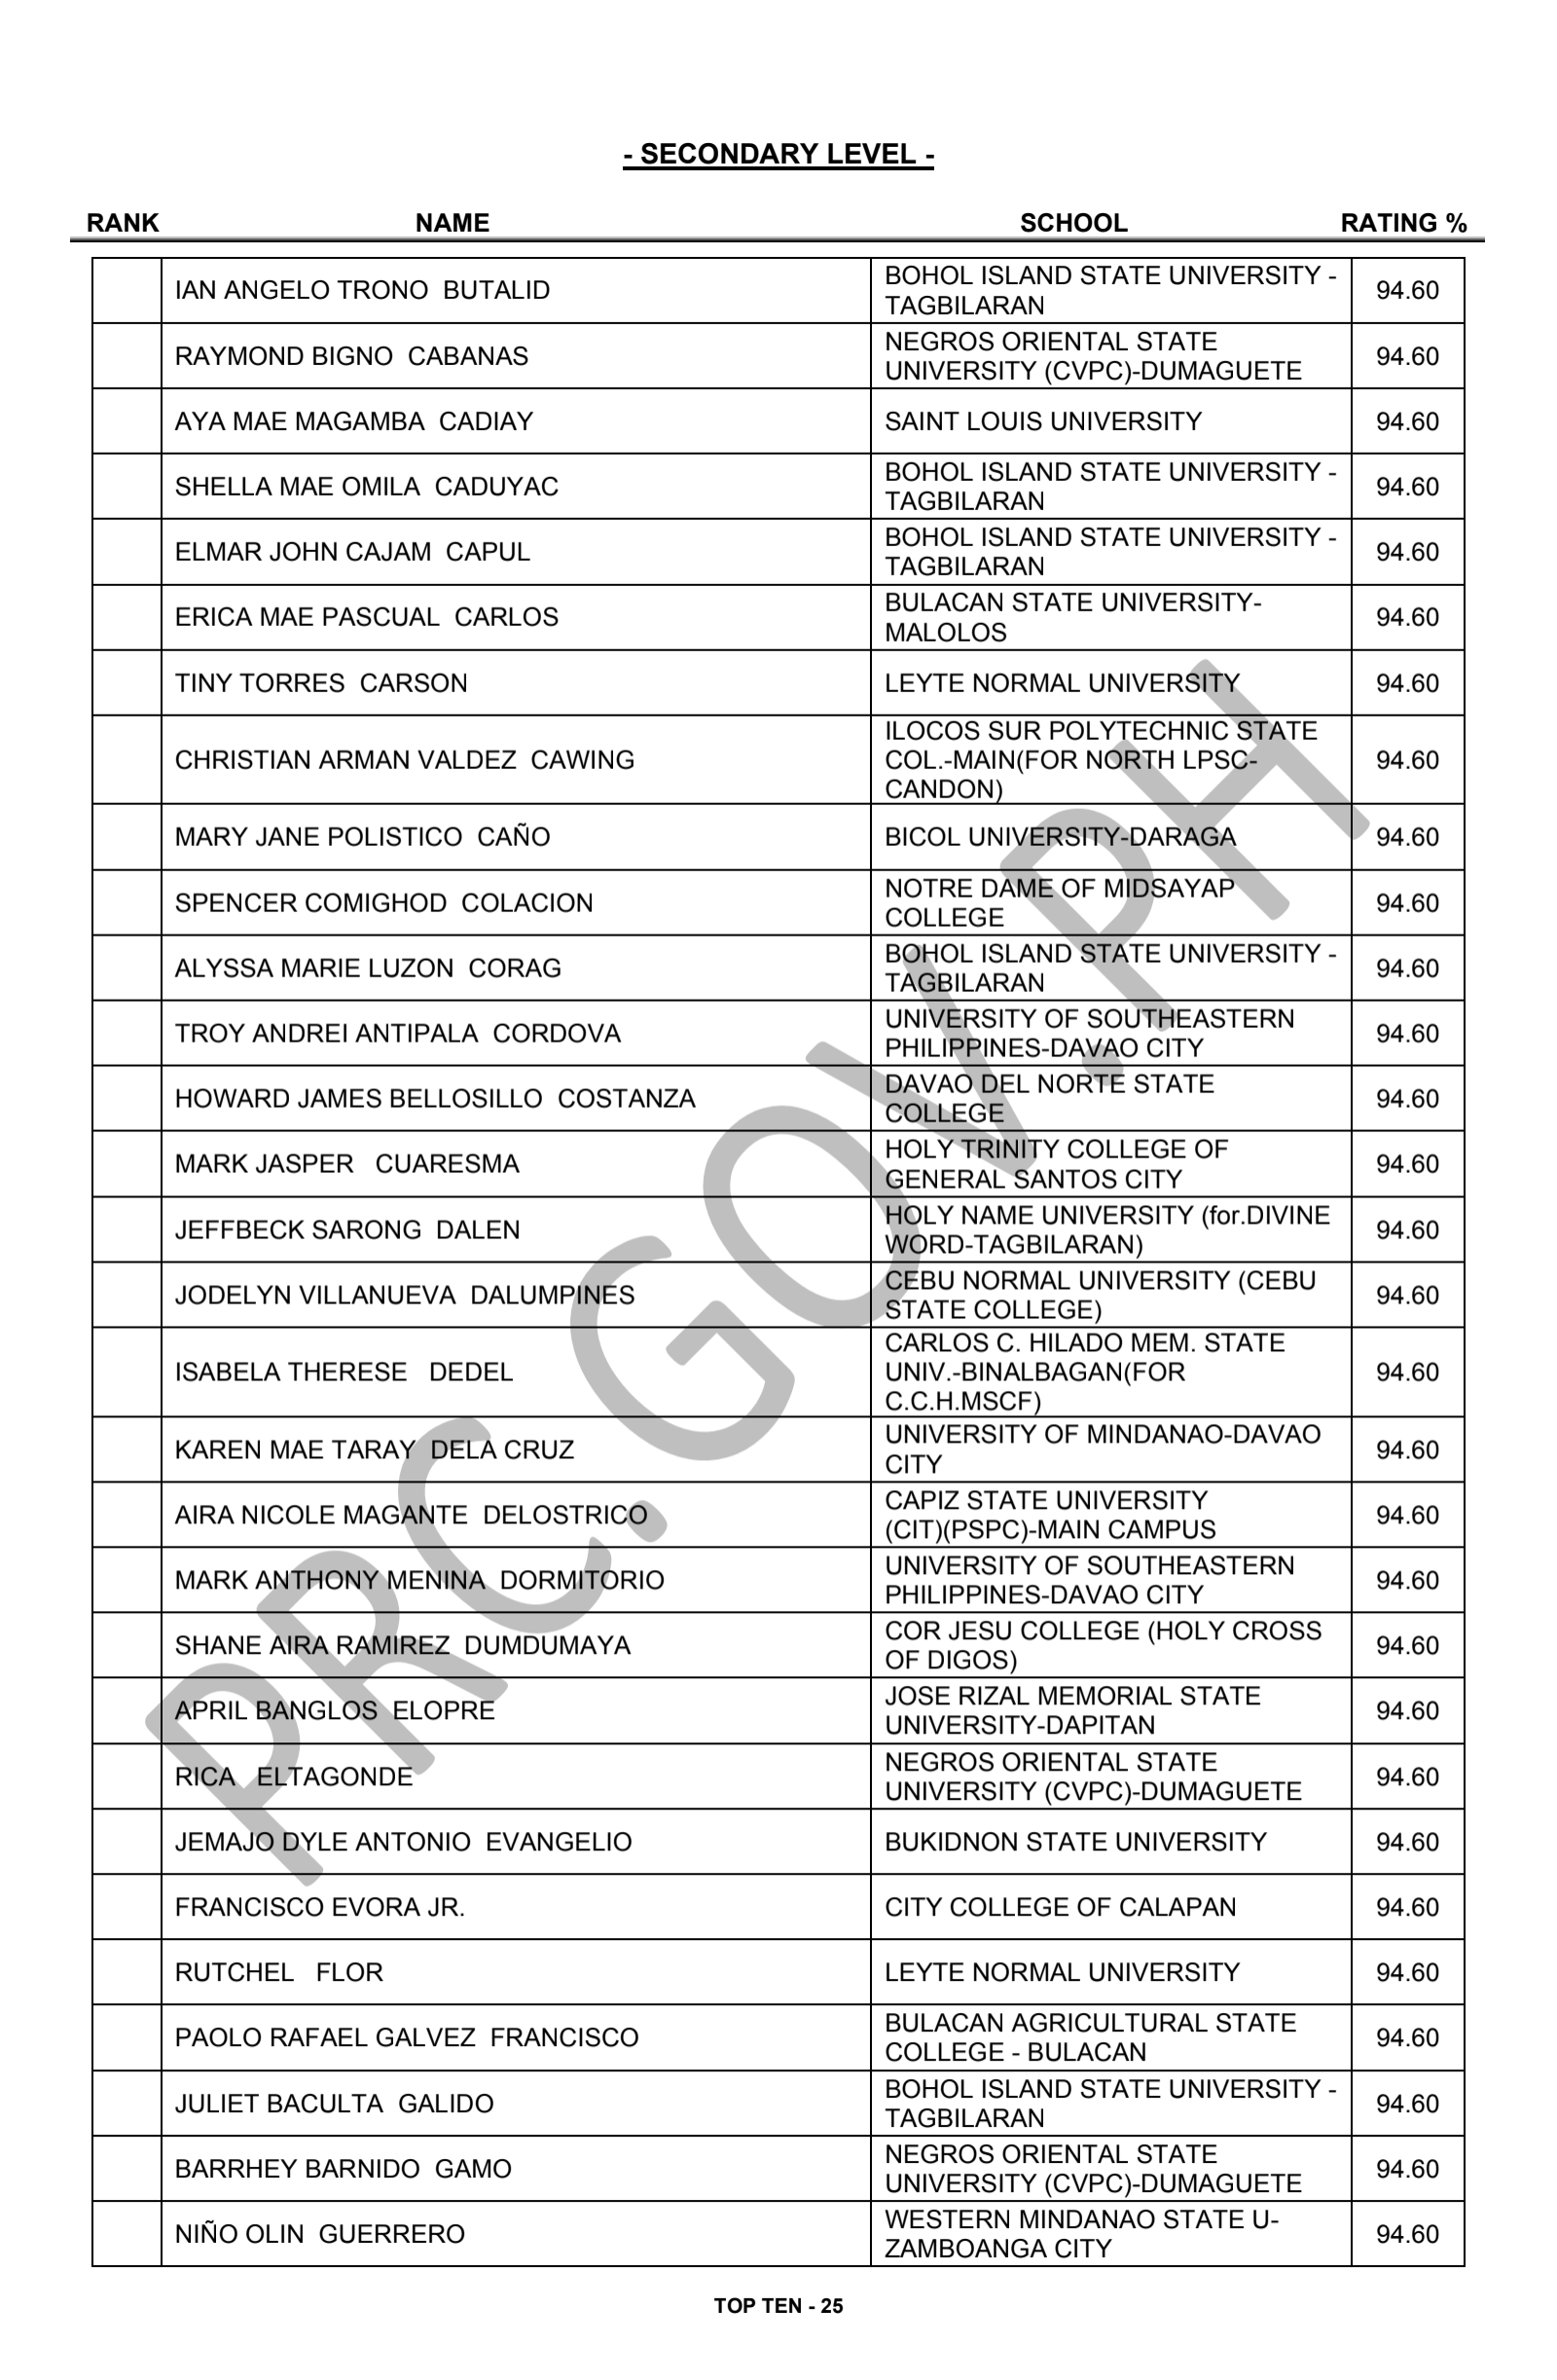 - SECONDARY LEVEL -
RANK NAME SCHOOL RATING %
IAN ANGELO TRONO BUTALID BOHOL ISLAND STATE UNIVERSITY - TAGBILARAN 94.60
RAYMOND BIGNO CABANAS NEGROS ORIENTAL STATE UNIVERSITY (CVPC)-DUMAGUETE 94.60
AYA MAE MAGAMBA CADIAY SAINT LOUIS UNIVERSITY 94.60
SHELLA MAE OMILA CADUYAC BOHOL ISLAND STATE UNIVERSITY - TAGBILARAN 94.60
ELMAR JOHN CAJAM CAPUL BOHOL ISLAND STATE UNIVERSITY - TAGBILARAN 94.60
ERICA MAE PASCUAL CARLOS BULACAN STATE UNIVERSITY-MALOLOS 94.60
TINY TORRES CARSON LEYTE NORMAL UNIVERSITY 94.60
CHRISTIAN ARMAN VALDEZ CAWING ILOCOS SUR POLYTECHNIC STATE COL.-MAIN(FOR NORTH LPSC-CANDON) 94.60
MARY JANE POLISTICO CAÑO BICOL UNIVERSITY-DARAGA 94.60
SPENCER COMIGHOD COLACION NOTRE DAME OF MIDSAYAP COLLEGE 94.60
ALYSSA MARIE LUZON CORAG BOHOL ISLAND STATE UNIVERSITY - TAGBILARAN 94.60
TROY ANDREI ANTIPALA CORDOVA UNIVERSITY OF SOUTHEASTERN PHILIPPINES-DAVAO CITY 94.60
HOWARD JAMES BELLOSILLO COSTANZA DAVAO DEL NORTE STATE COLLEGE 94.60
MARK JASPER CUARESMA HOLY TRINITY COLLEGE OF GENERAL SANTOS CITY 94.60
JEFFBECK SARONG DALEN HOLY NAME UNIVERSITY (for.DIVINE WORD-TAGBILARAN) 94.60
JODELYN VILLANUEVA DALUMPINES CEBU NORMAL UNIVERSITY (CEBU STATE COLLEGE) 94.60
ISABELA THERESE DEDEL CARLOS C. HILADO MEM. STATE UNIV.-BINALBAGAN(FOR C.C.H.MSCF) 94.60
KAREN MAE TARAY DELA CRUZ UNIVERSITY OF MINDANAO-DAVAO CITY 94.60
AIRA NICOLE MAGANTE DELOSTRICO CAPIZ STATE UNIVERSITY (CIT)(PSPC)-MAIN CAMPUS 94.60
MARK ANTHONY MENINA DORMITORIO UNIVERSITY OF SOUTHEASTERN PHILIPPINES-DAVAO CITY 94.60
SHANE AIRA RAMIREZ DUMDUMAYA COR JESU COLLEGE (HOLY CROSS OF DIGOS) 94.60
APRIL BANGLOS ELOPRE JOSE RIZAL MEMORIAL STATE UNIVERSITY-DAPITAN 94.60
RICA ELTAGONDE NEGROS ORIENTAL STATE UNIVERSITY (CVPC)-DUMAGUETE 94.60
JEMAJO DYLE ANTONIO EVANGELIO BUKIDNON STATE UNIVERSITY 94.60
FRANCISCO EVORA JR. CITY COLLEGE OF CALAPAN 94.60
RUTCHEL FLOR LEYTE NORMAL UNIVERSITY 94.60
PAOLO RAFAEL GALVEZ FRANCISCO BULACAN AGRICULTURAL STATE COLLEGE - BULACAN 94.60
JULIET BACULTA GALIDO BOHOL ISLAND STATE UNIVERSITY - TAGBILARAN 94.60
BARRHEY BARNIDO GAMO NEGROS ORIENTAL STATE UNIVERSITY (CVPC)-DUMAGUETE 94.60
NIÑO OLIN GUERRERO WESTERN MINDANAO STATE U-ZAMBOANGA CITY 94.60
TOP TEN - 25
PRC.GOV.PH